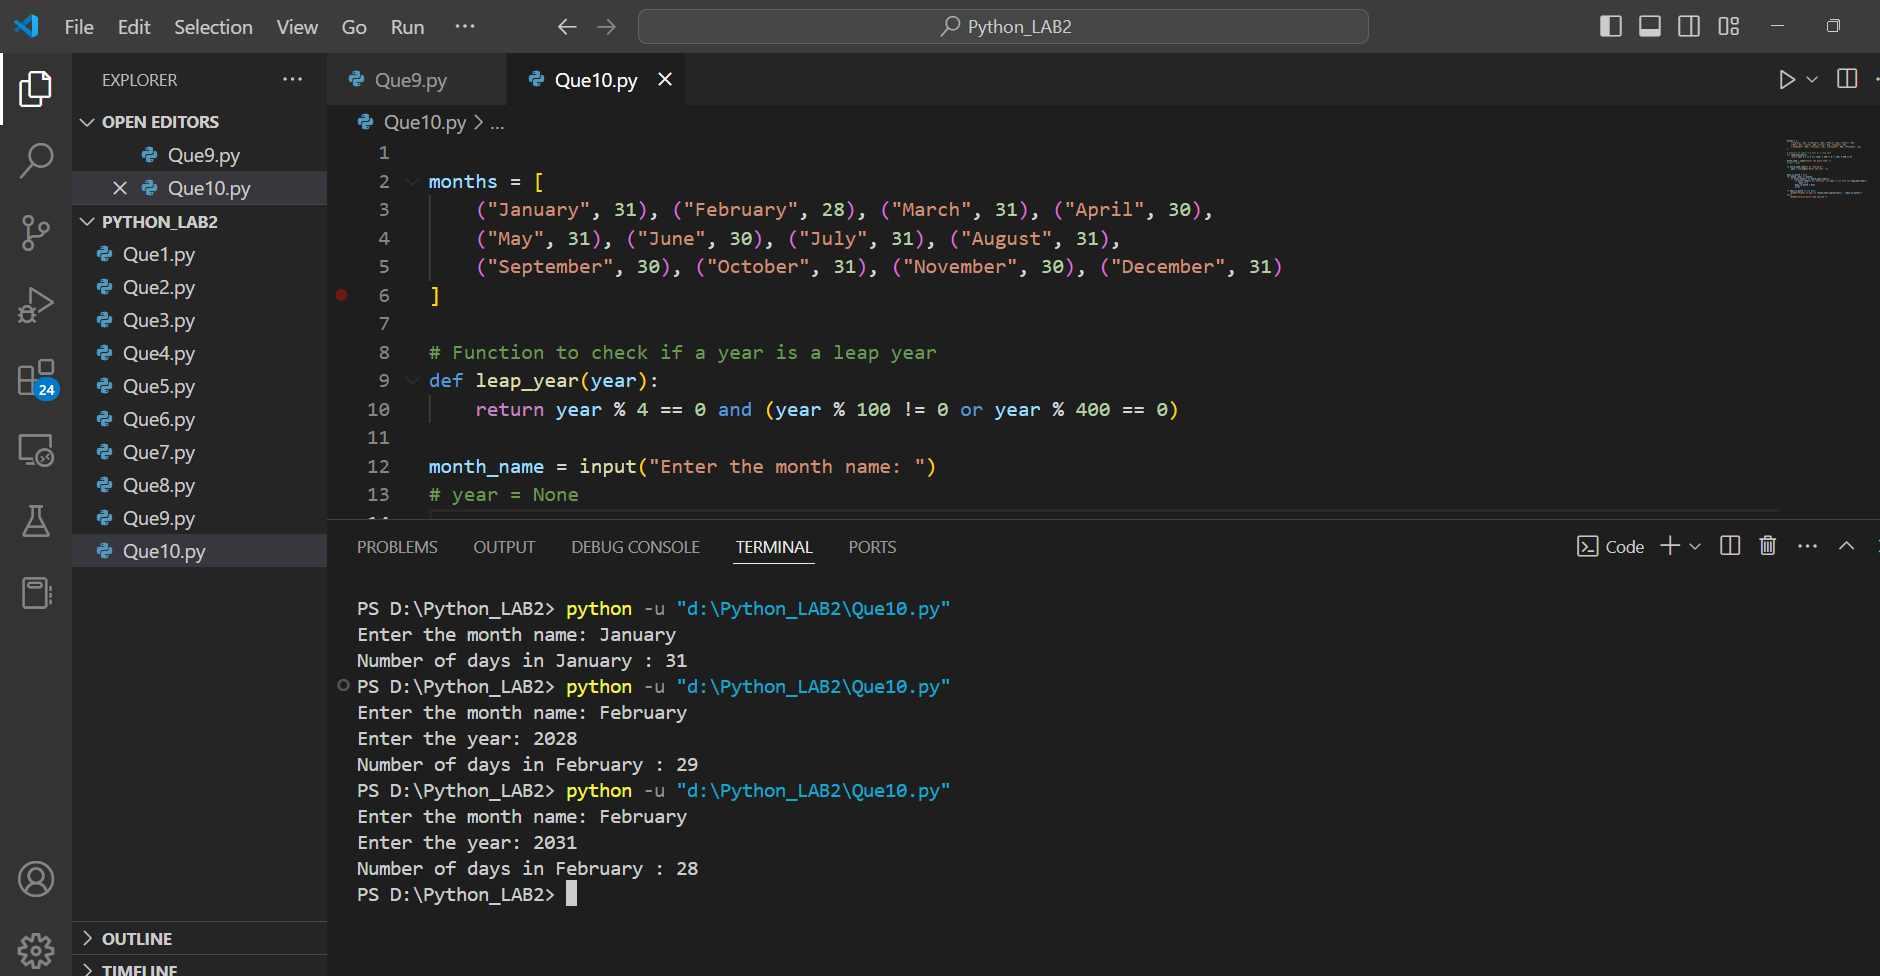 File Edit Selection View Go Run ··· Python_LAB2
EXPLORER ···
OPEN EDITORS
Que9.py
Que10.py
PYTHON_LAB2
Que1.py
Que2.py
Que3.py
Que4.py
Que5.py
Que6.py
Que7.py
Que8.py
Que9.py
Que10.py
OUTLINE
TIMELINE
24
Que9.py Que10.py
Que10.py > ...
1
2 months = [
3 ("January", 31), ("February", 28), ("March", 31), ("April", 30),
4 ("May", 31), ("June", 30), ("July", 31), ("August", 31),
5 ("September", 30), ("October", 31), ("November", 30), ("December", 31)
6 ]
7
8 # Function to check if a year is a leap year
9 def leap_year(year):
10 return year % 4 == 0 and (year % 100 != 0 or year % 400 == 0)
11
12 month_name = input("Enter the month name: ")
13 # year = None
PROBLEMS OUTPUT DEBUG CONSOLE TERMINAL PORTS Code
PS D:\Python_LAB2> python -u "d:\Python_LAB2\Que10.py"
Enter the month name: January
Number of days in January : 31
PS D:\Python_LAB2> python -u "d:\Python_LAB2\Que10.py"
Enter the month name: February
Enter the year: 2028
Number of days in February : 29
PS D:\Python_LAB2> python -u "d:\Python_LAB2\Que10.py"
Enter the month name: February
Enter the year: 2031
Number of days in February : 28
PS D:\Python_LAB2>